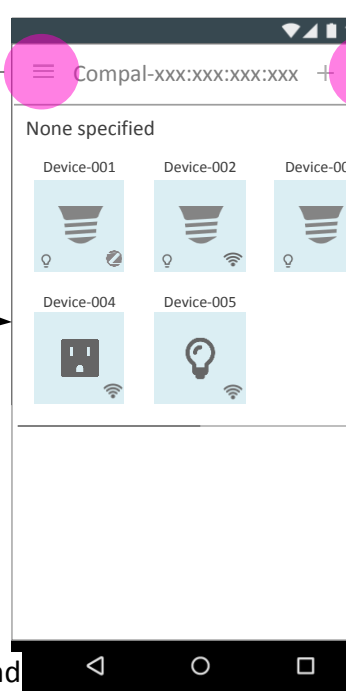 Compal-xxx:xxx:xxx:xxx +
None specified
Device-001 Device-002
Device-004 Device-005